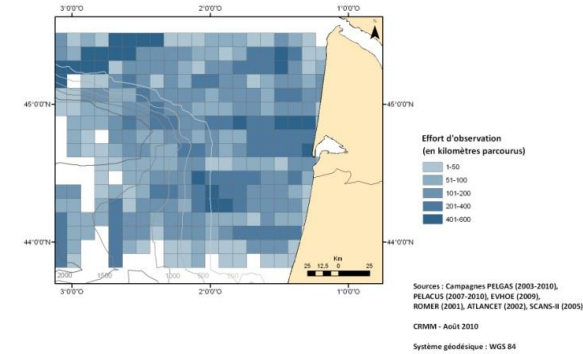 3°0'0"O 2°0'0"O 1°0'0"O
45°0'0"N 45°0'0"N
Effort d'observation
(en kilomètres parcourus)
1-50
51-100
101-200
201-400
401-600
44°0'0"N 44°0'0"N
Km
25 12,5 0 25
2000 1500 1000 500
3°0'0"O 2°0'0"O 1°0'0"O
Sources : Campagnes PELGAS (2003-2010),
PELACUS (2007-2010), EVHOE (2009),
ROMER (2001), ATLANCET (2002), SCANS-II (2005)
CRMM - Août 2010
Système géodésique : WGS 84